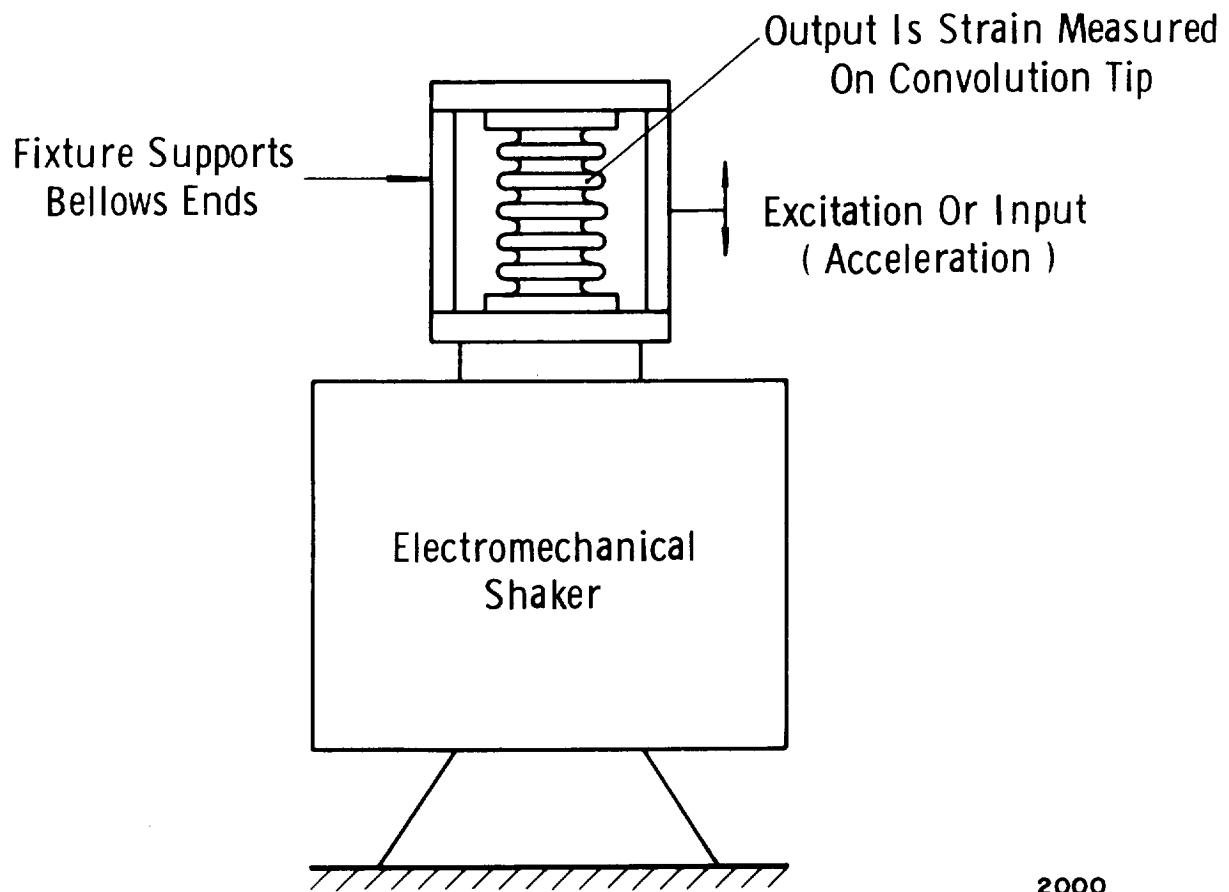 Output Is Strain Measured
On Convolution Tip
Fixture Supports
Bellows Ends
Excitation Or Input
( Acceleration )
Electromechanical
Shaker
2000